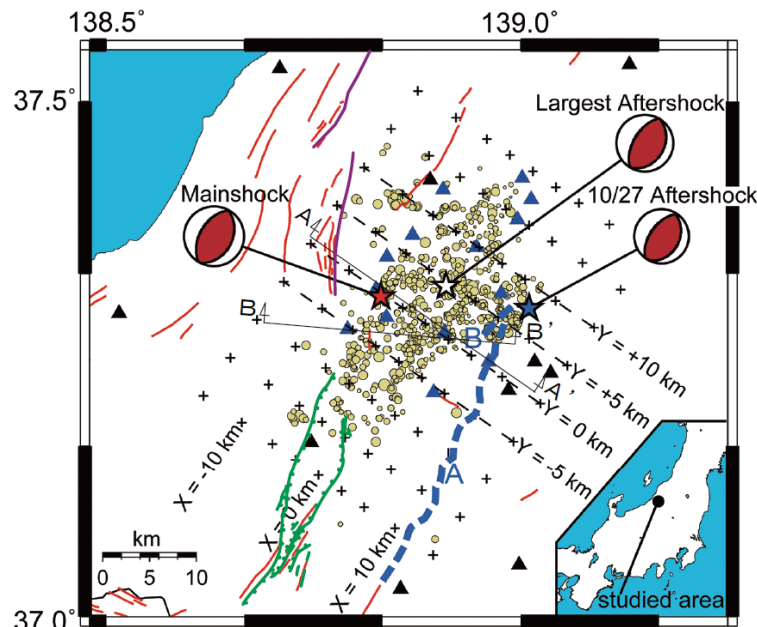 138.5°
139.0°
37.5°
Largest Aftershock
Mainshock
10/27 Aftershock
A
B
B
B'
A'
Y = +10 km
Y = +5 km
Y = 0 km
Y = -5 km
X = -10 km
X = 0 km
X = 10 km
A
km
0 5 10
37.0°
studied area